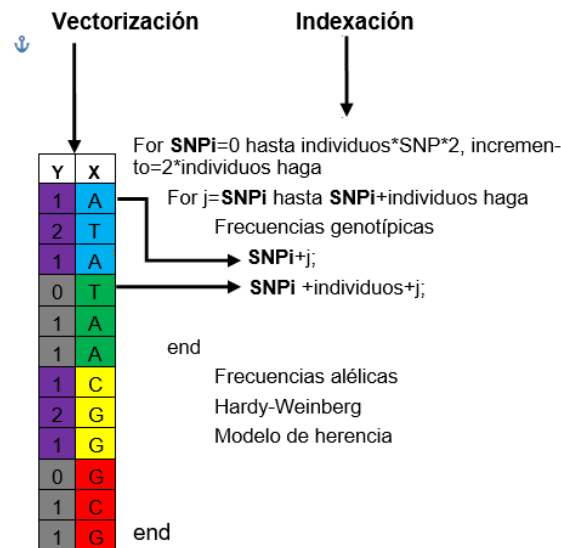 Vectorización Indexación
For SNPi=0 hasta individuos*SNP*2, incremen-
to=2*individuos haga
Y X
1 A For j=SNPi hasta SNPi+individuos haga
2 T Frecuencias genotípicas
1 A SNPi+j;
0 T SNPi +individuos+j;
1 A
1 A end
1 C Frecuencias alélicas
2 G Hardy-Weinberg
1 G Modelo de herencia
0 G
1 C
1 G end